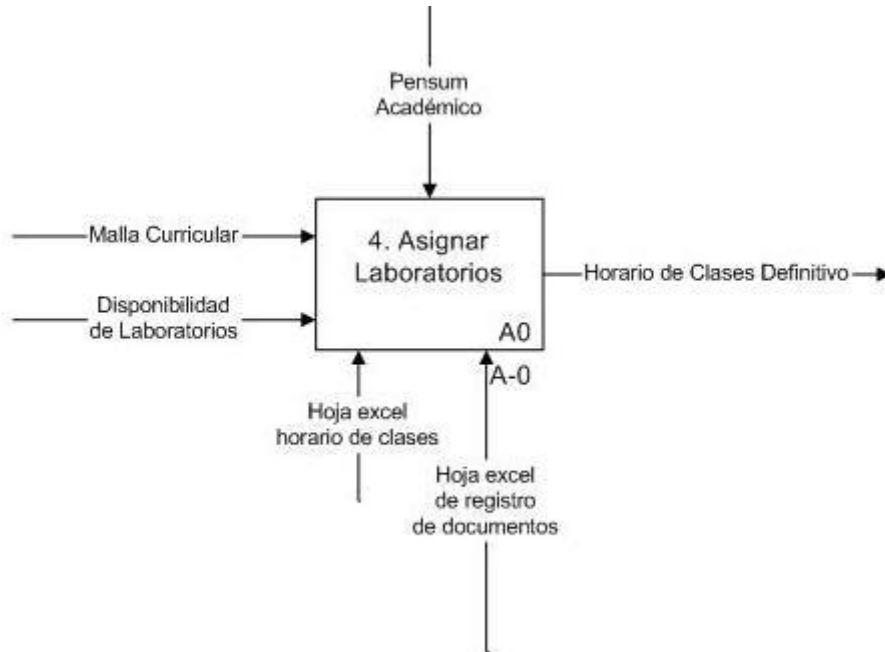 Pensum
Académico
Malla Curricular
4. Asignar
Laboratorios
Horario de Clases Definitivo
Disponibilidad
de Laboratorios
A0
A-0
Hoja excel
horario de clases
Hoja excel
de registro
de documentos